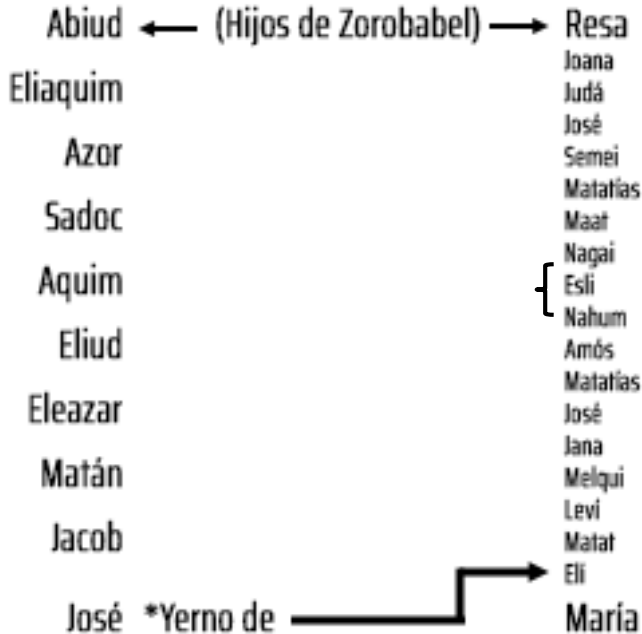 Abiud (Hijos de Zorobabel) Resa
Joana
Eliaquim Judá
José
Azor Semei
Matatías
Sadoc Maat
Nagai
Aquim Esli
Nahum
Eliud Amós
Matatías
Eleazar José
Jana
Matán Melqui
Leví
Jacob Matat
Elí
José *Yerno de María